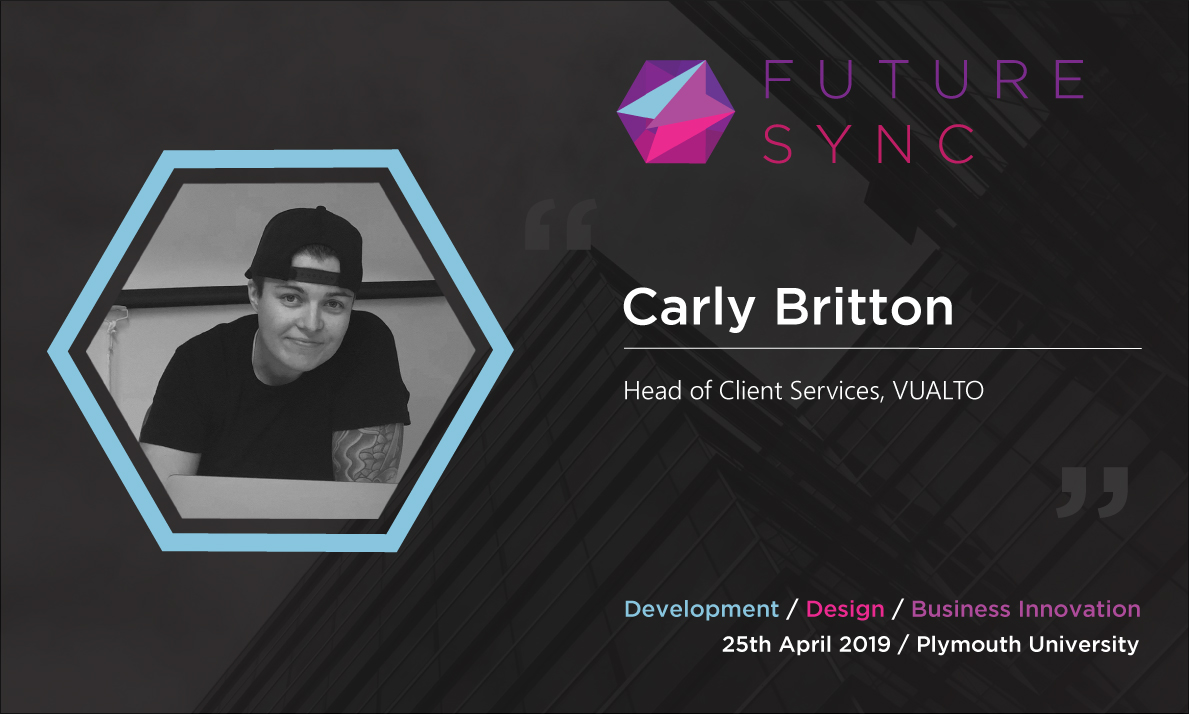 FUTURE
SYNC
“
Carly Britton
Head of Client Services, VUALTO
”
Development / Design / Business Innovation
25th April 2019 / Plymouth University